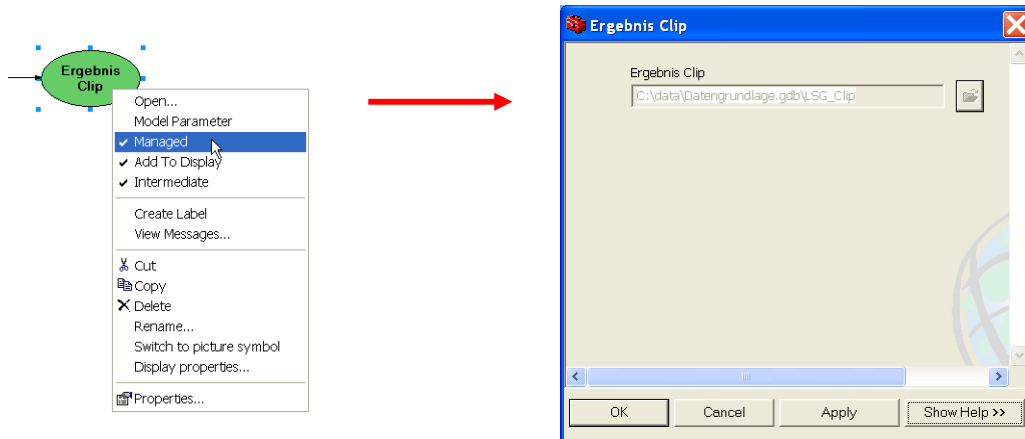 Ergebnis
Clip
Open...
Model Parameter
Managed
Add To Display
Intermediate
Create Label
View Messages...
Cut
Copy
Delete
Rename...
Switch to picture symbol
Display properties...
Properties...
Ergebnis Clip
Ergebnis Clip
C:\data\Datengrundlage.gdb\LSG_Clip
OK
Cancel
Apply
Show Help >>